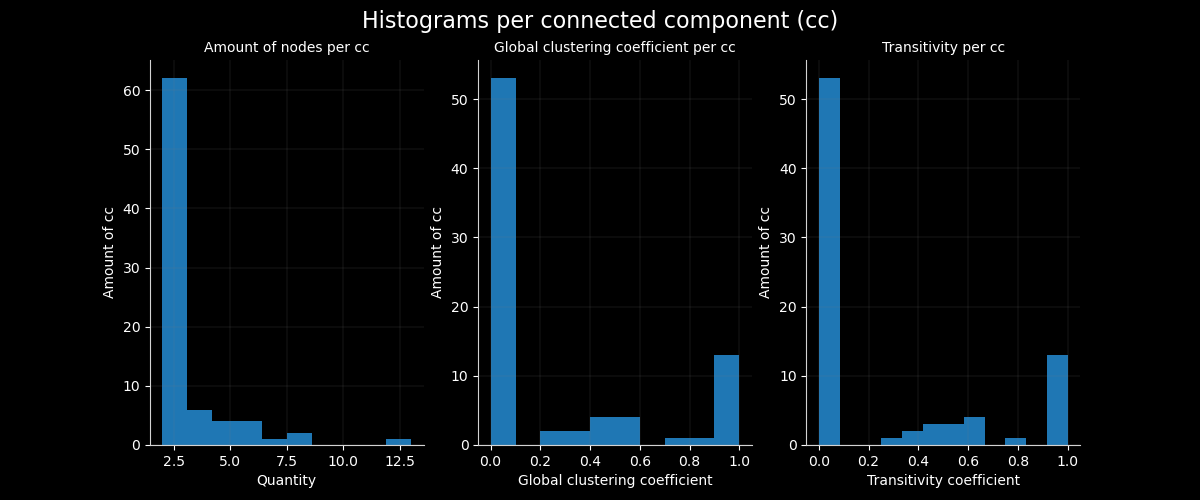 Histograms per connected component (cc)
Amount of nodes per cc
Global clustering coefficient per cc
Transitivity per cc
Amount of cc
60
50
40
30
20
10
0
2.5 5.0 7.5 10.0 12.5
Quantity
Amount of cc
50
40
30
20
10
0
0.0 0.2 0.4 0.6 0.8 1.0
Global clustering coefficient
Amount of cc
50
40
30
20
10
0
0.0 0.2 0.4 0.6 0.8 1.0
Transitivity coefficient